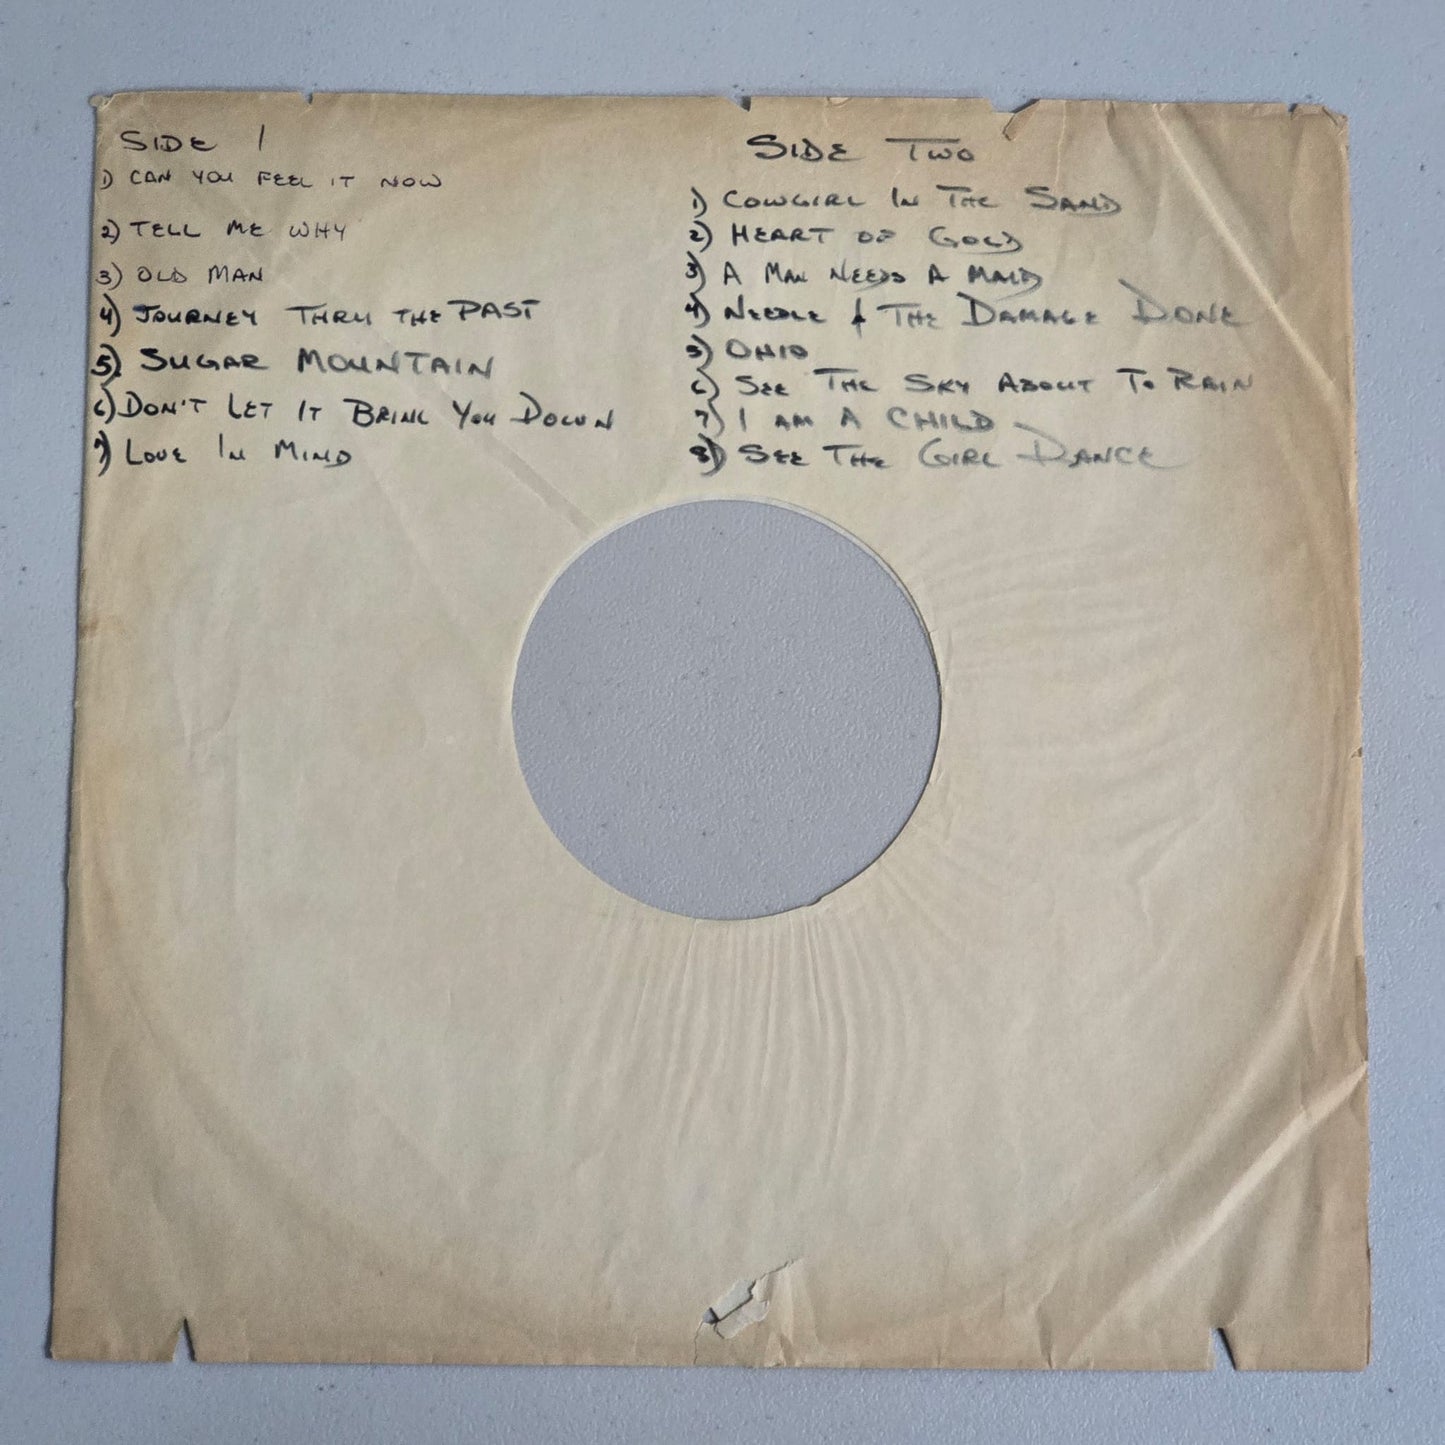 SIDE 1
1) CAN YOU FEEL IT NOW
2) TELL ME WHY
3) OLD MAN
4) JOURNEY THRU THE PAST
5) SUGAR MOUNTAIN
6) DON'T LET IT BRING YOU DOWN
7) LOVE IN MIND
SIDE TWO
1) COWGIRL IN THE SAND
2) HEART OF GOLD
3) A MAN NEEDS A MAID
4) NEEDLE & THE DAMAGE DONE
5) OHIO
6) SEE THE SKY ABOUT TO RAIN
7) I AM A CHILD
8) SEE THE GIRL DANCE